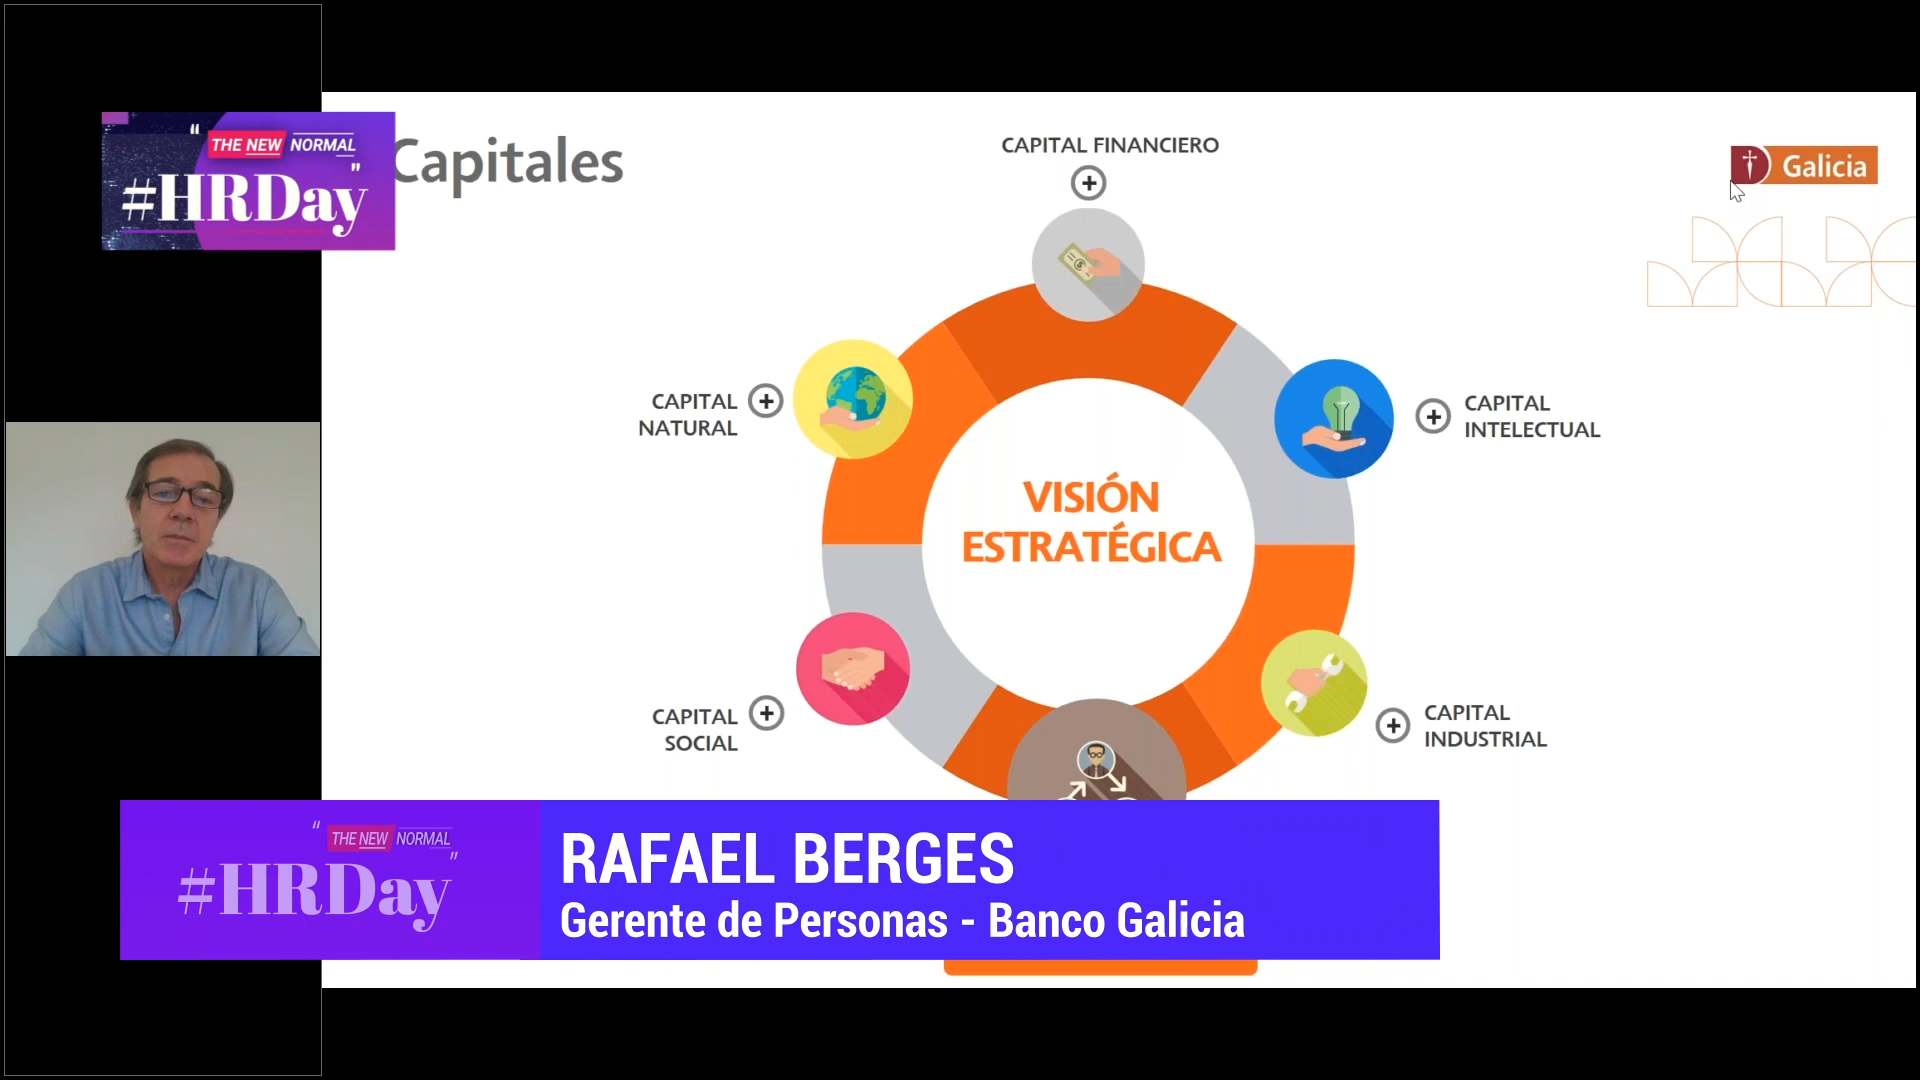 “
THE NEW NORMAL
”
#HRDay
Capitales
CAPITAL FINANCIERO
Galicia
CAPITAL
NATURAL
CAPITAL
INTELECTUAL
VISIÓN
ESTRATÉGICA
CAPITAL
SOCIAL
CAPITAL
INDUSTRIAL
“
THE NEW NORMAL
”
#HRDay
RAFAEL BERGES
Gerente de Personas - Banco Galicia